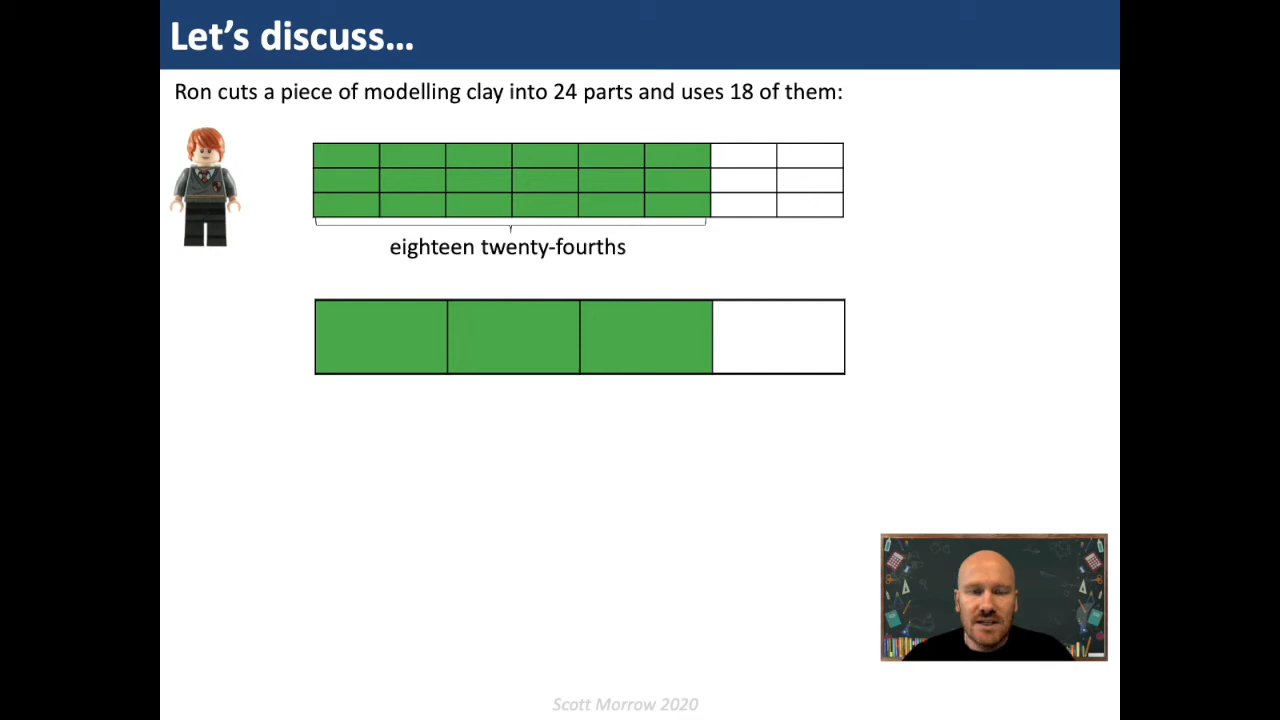 Let’s discuss…
Ron cuts a piece of modelling clay into 24 parts and uses 18 of them:
eighteen twenty-fourths
Scott Morrow 2020